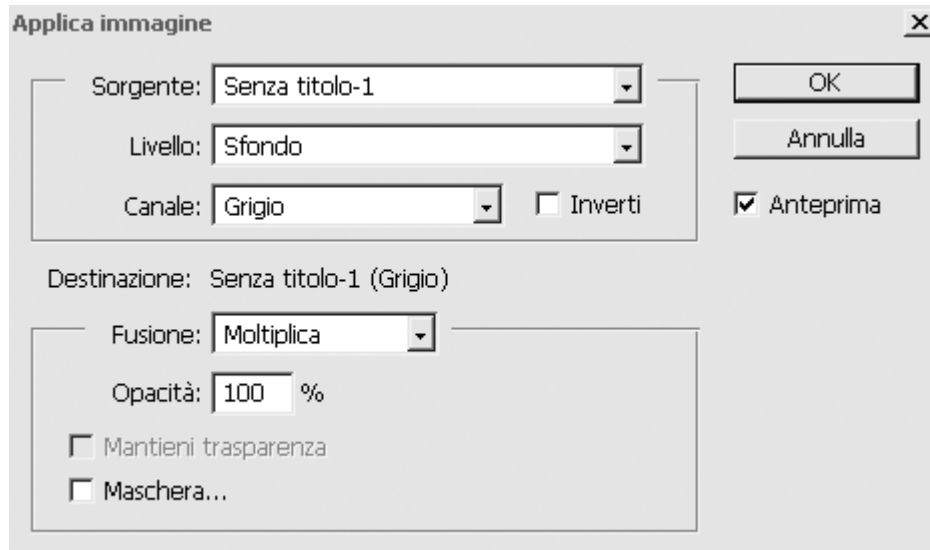 Applica immagine
Sorgente: Senza titolo-1
OK
Livello: Sfondo
Annulla
Canale: Grigio
Inverti
Anteprima
Destinazione: Senza titolo-1 (Grigio)
Fusione: Moltiplica
Opacità: 100 %
Mantieni trasparenza
Maschera...